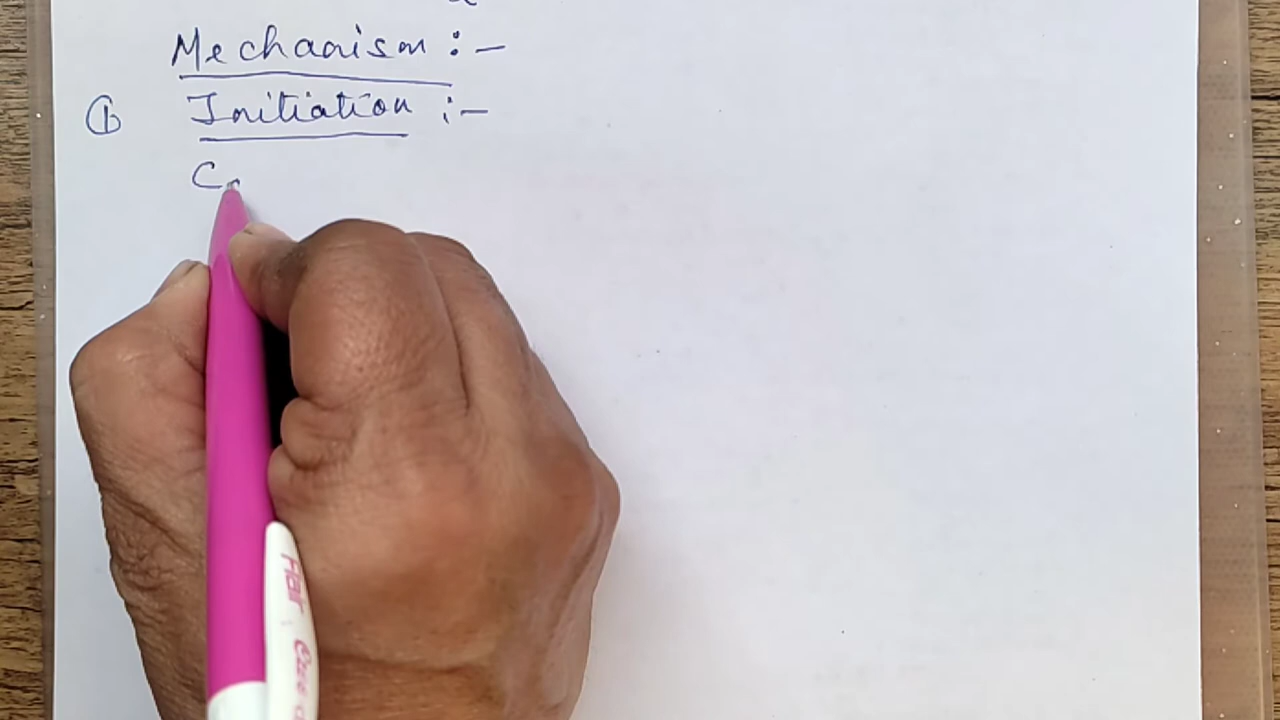 Mechanism :-
① Initiation :-
C